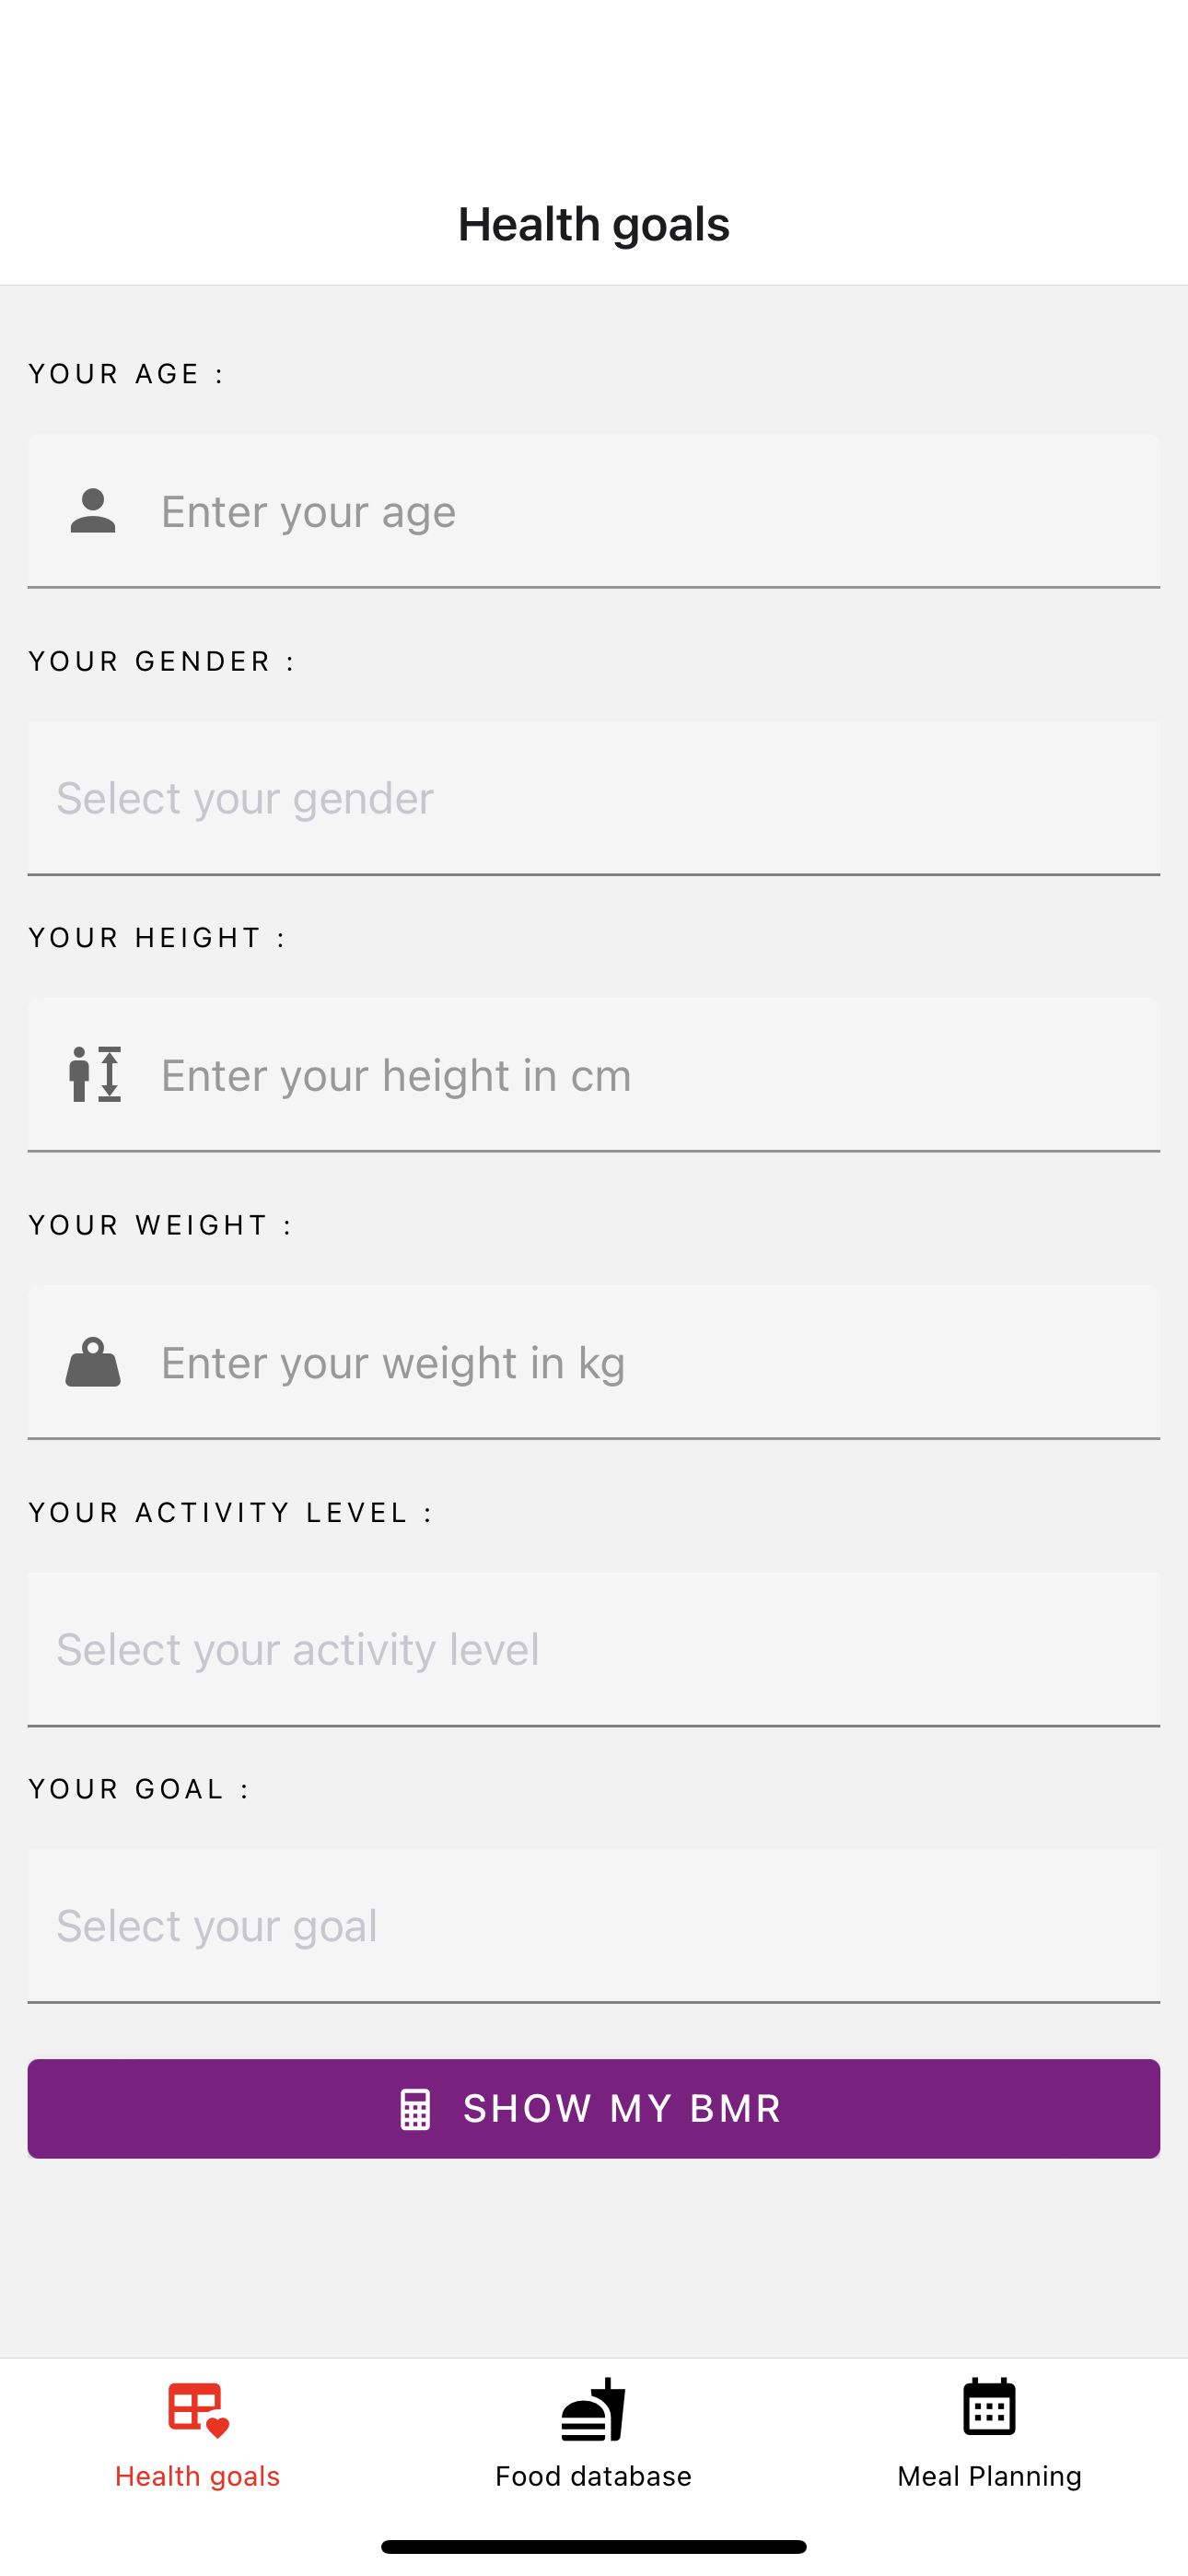 Health goals
YOUR AGE :
Enter your age
YOUR GENDER :
Select your gender
YOUR HEIGHT :
Enter your height in cm
YOUR WEIGHT :
Enter your weight in kg
YOUR ACTIVITY LEVEL :
Select your activity level
YOUR GOAL :
Select your goal
SHOW MY BMR
Health goals
Food database
Meal Planning